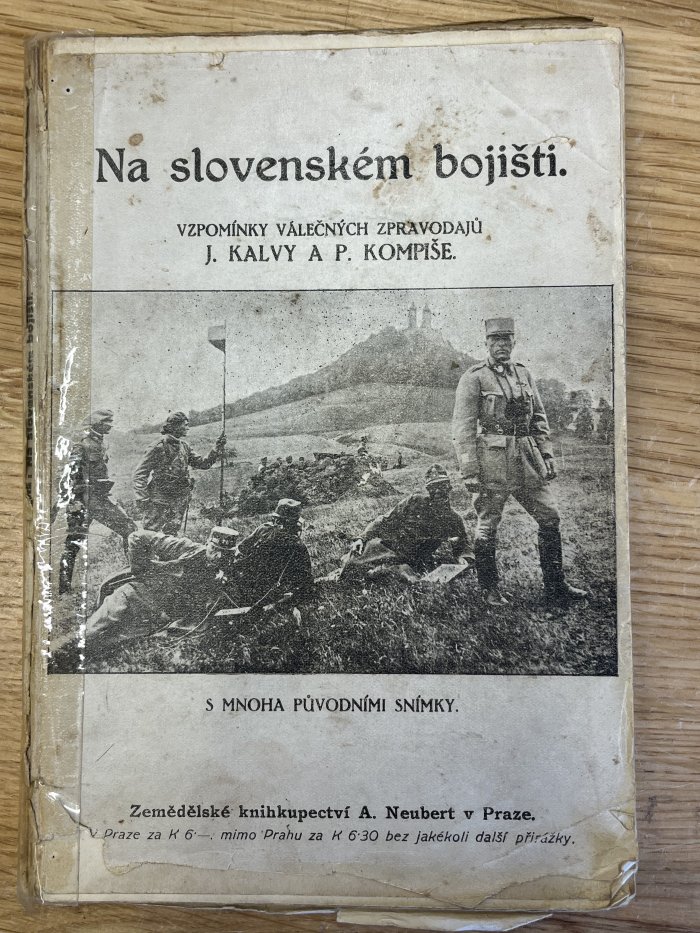 Na slovenském bojišti.
VZPOMÍNKY VÁLEČNÝCH ZPRAVODAJŮ
J. KALVY A P. KOMPIŠE.
S MNOHA PŮVODNÍMI SNÍMKY.
Zemědělské knihkupectví A. Neubert v Praze.
V Praze za K 6·—, mimo Prahu za K 6·30 bez jakékoli další přirážky.
bojišti.